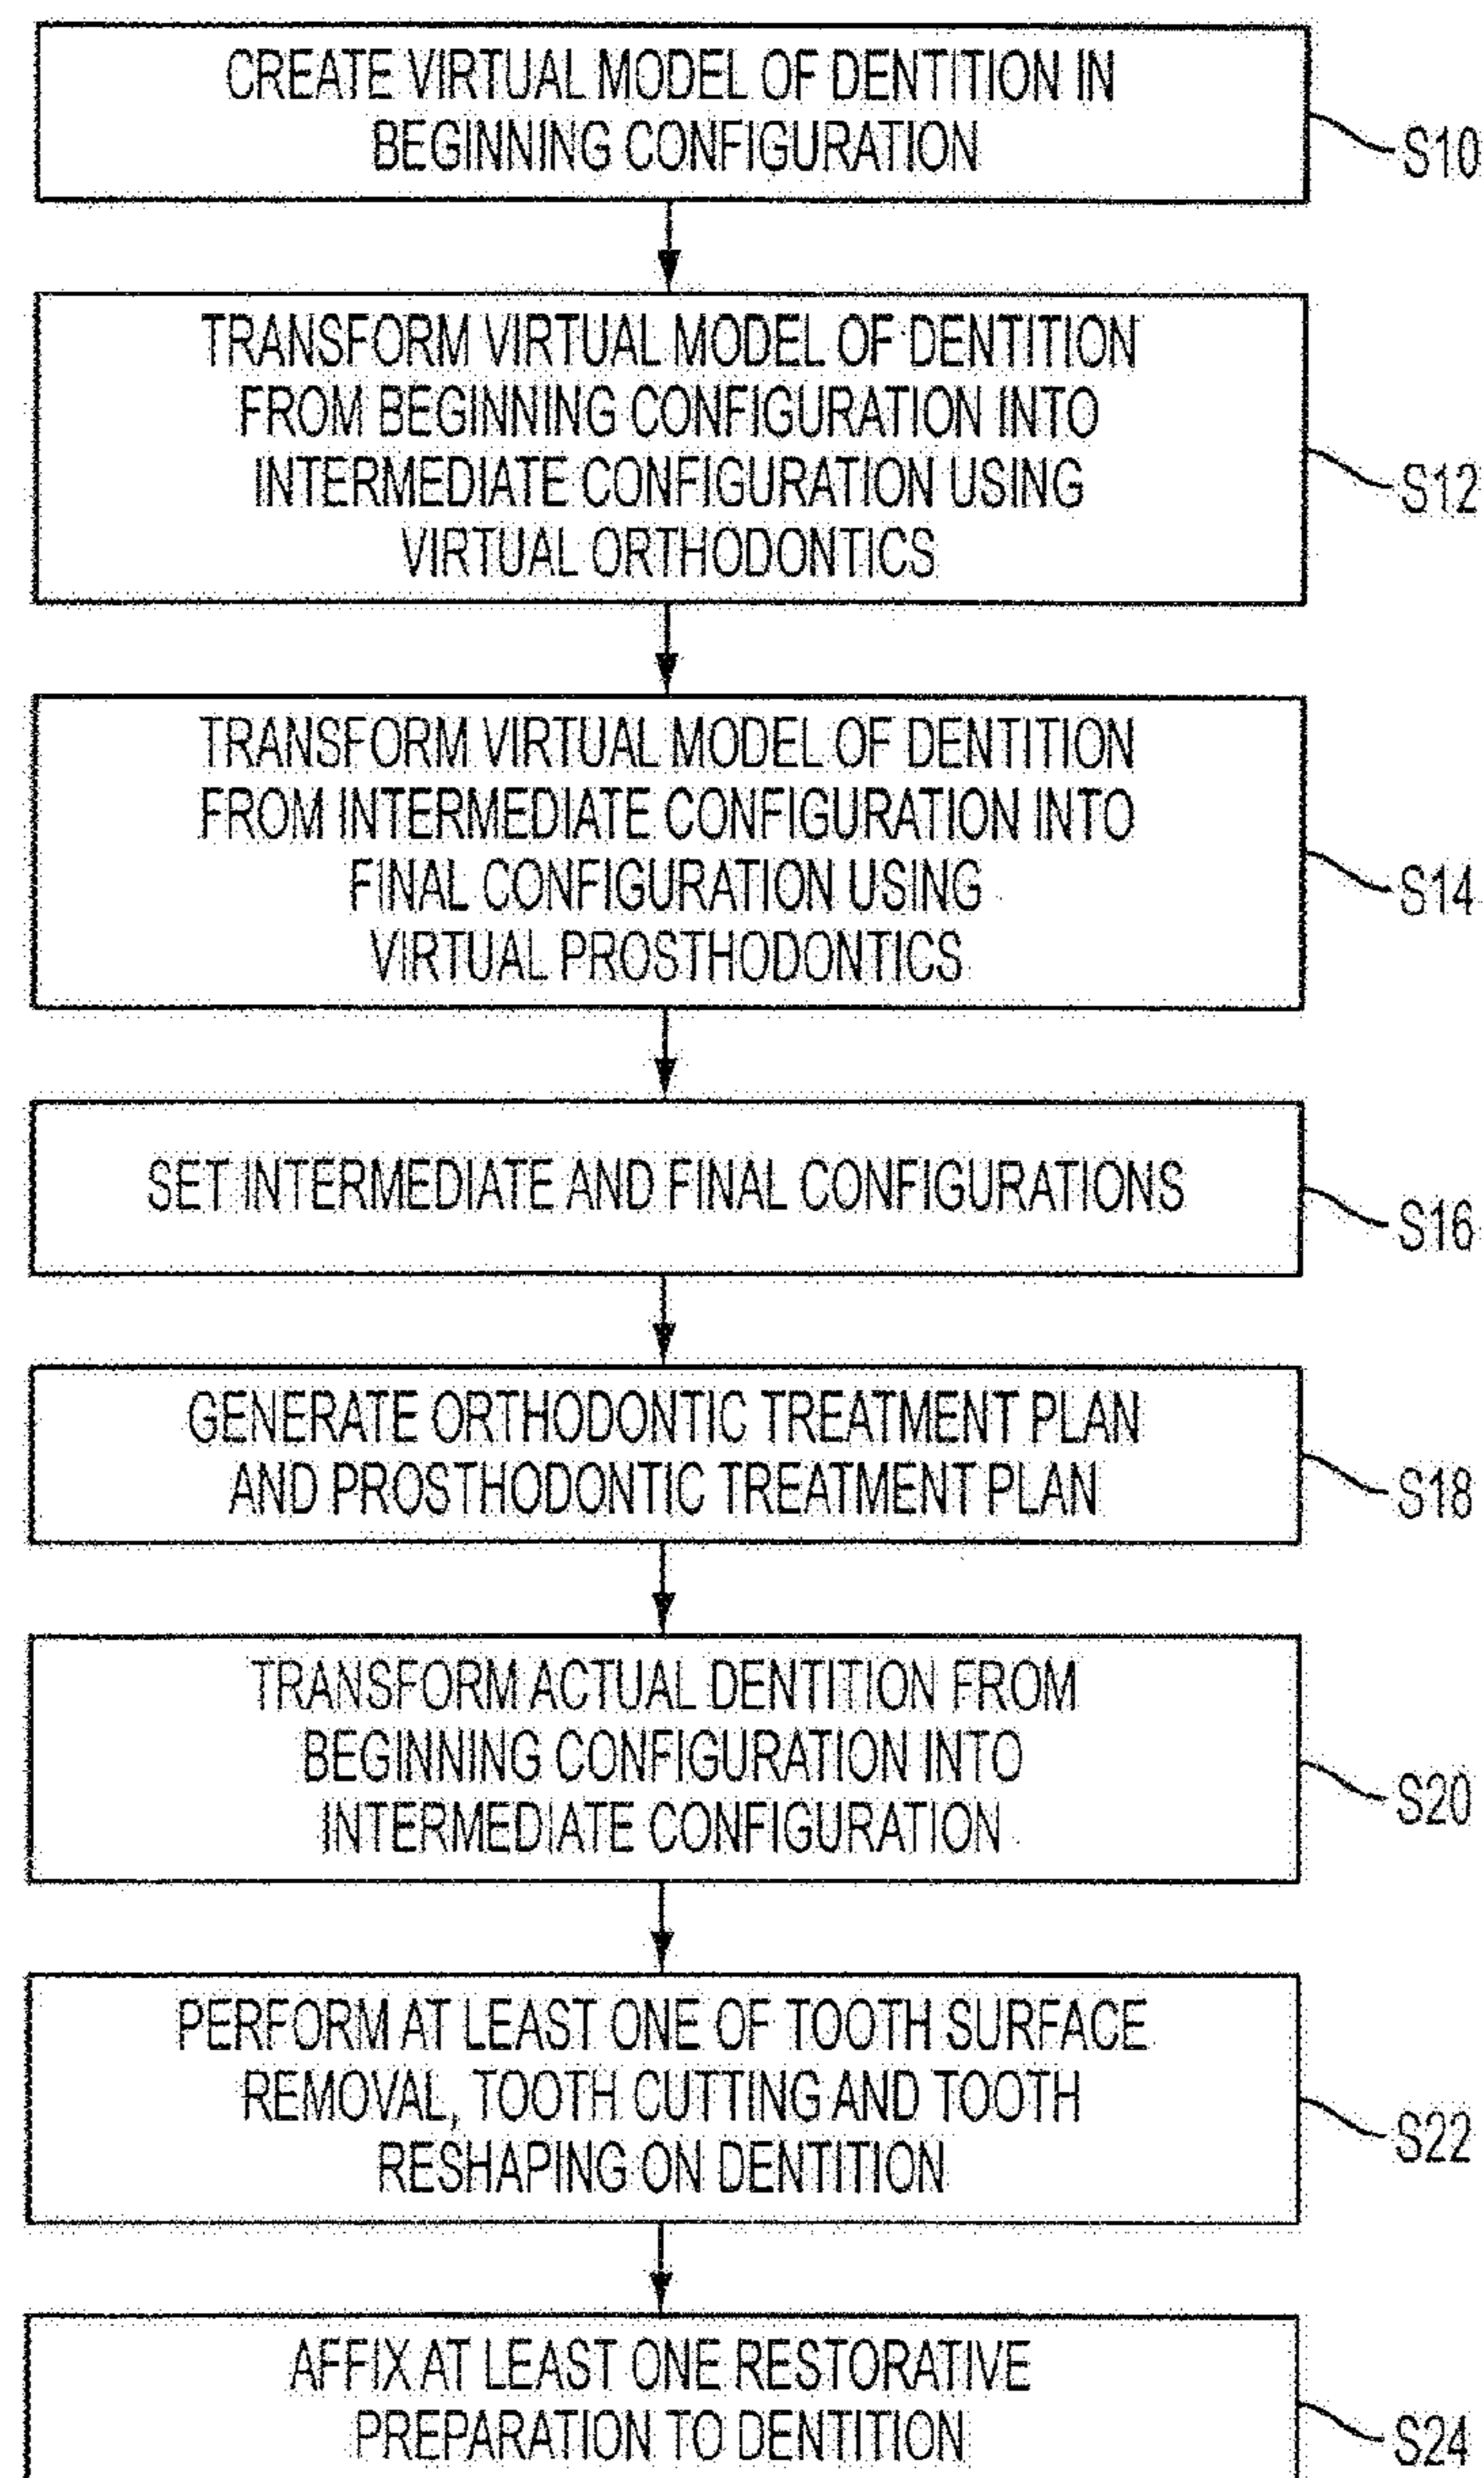 CREATE VIRTUAL MODEL OF DENTITION IN
BEGINNING CONFIGURATION
S10
TRANSFORM VIRTUAL MODEL OF DENTITION
FROM BEGINNING CONFIGURATION INTO
INTERMEDIATE CONFIGURATION USING
VIRTUAL ORTHODONTICS
S12
TRANSFORM VIRTUAL MODEL OF DENTITION
FROM INTERMEDIATE CONFIGURATION INTO
FINAL CONFIGURATION USING
VIRTUAL PROSTHODONTICS
S14
SET INTERMEDIATE AND FINAL CONFIGURATIONS
S16
GENERATE ORTHODONTIC TREATMENT PLAN
AND PROSTHODONTIC TREATMENT PLAN
S18
TRANSFORM ACTUAL DENTITION FROM
BEGINNING CONFIGURATION INTO
INTERMEDIATE CONFIGURATION
S20
PERFORM AT LEAST ONE OF TOOTH SURFACE
REMOVAL, TOOTH CUTTING AND TOOTH
RESHAPING ON DENTITION
S22
AFFIX AT LEAST ONE RESTORATIVE
PREPARATION TO DENTITION
S24